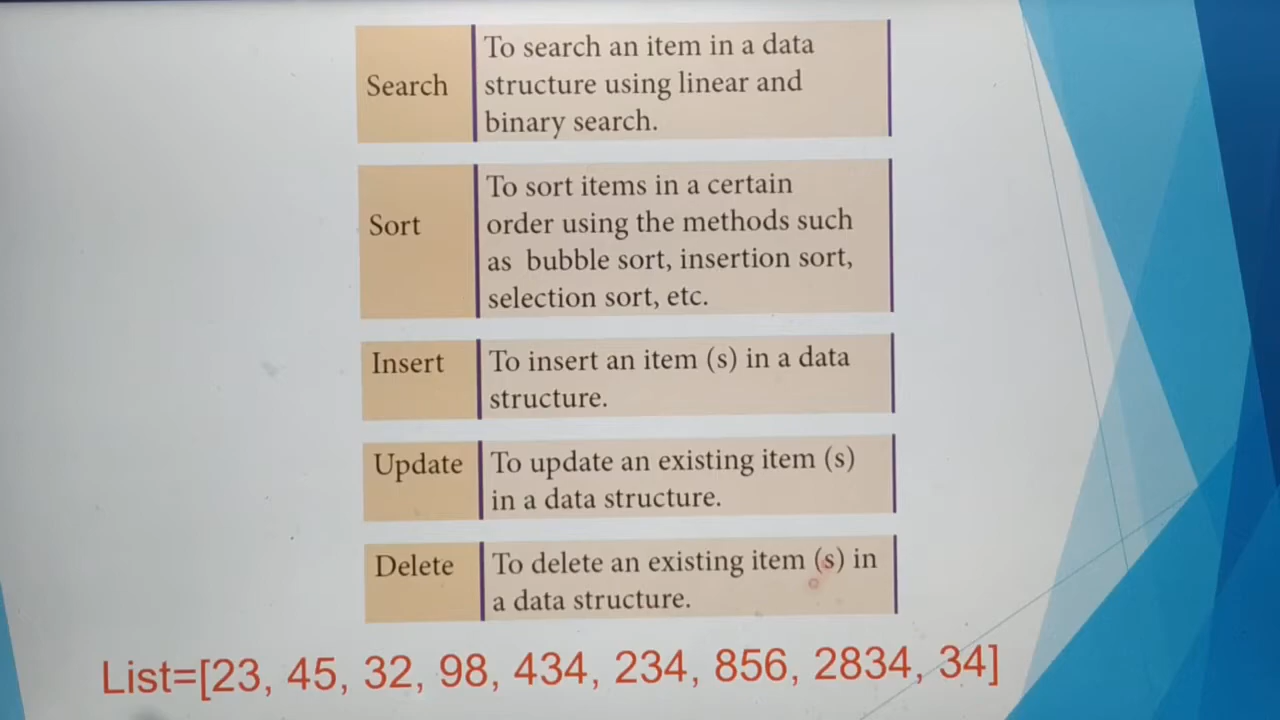 Search
To search an item in a data
structure using linear and
binary search.
Sort
To sort items in a certain
order using the methods such
as bubble sort, insertion sort,
selection sort, etc.
Insert
To insert an item (s) in a data
structure.
Update
To update an existing item (s)
in a data structure.
Delete
To delete an existing item (s) in
a data structure.
List=[23, 45, 32, 98, 434, 234, 856, 2834, 34]